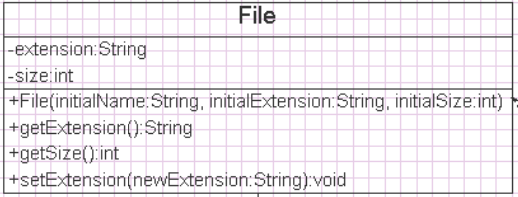 File
-extension:String
-size:int
+File(initialName:String, initialExtension:String, initialSize:int)
+getExtension():String
+getSize():int
+setExtension(newExtension:String):void